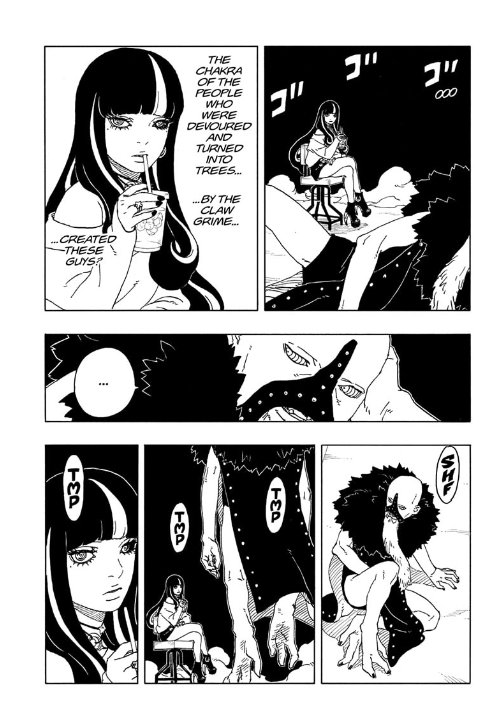 ゴ
ゴ
ゴ
ooo
THE
CHAKRA
OF THE
PEOPLE
WHO
WERE
DEVOURED
AND
TURNED
INTO
TREES...
...BY THE
CLAW
GRIME...
...CREATED
THESE
GUYS?
...
SHF
TMP
TMP
TMP